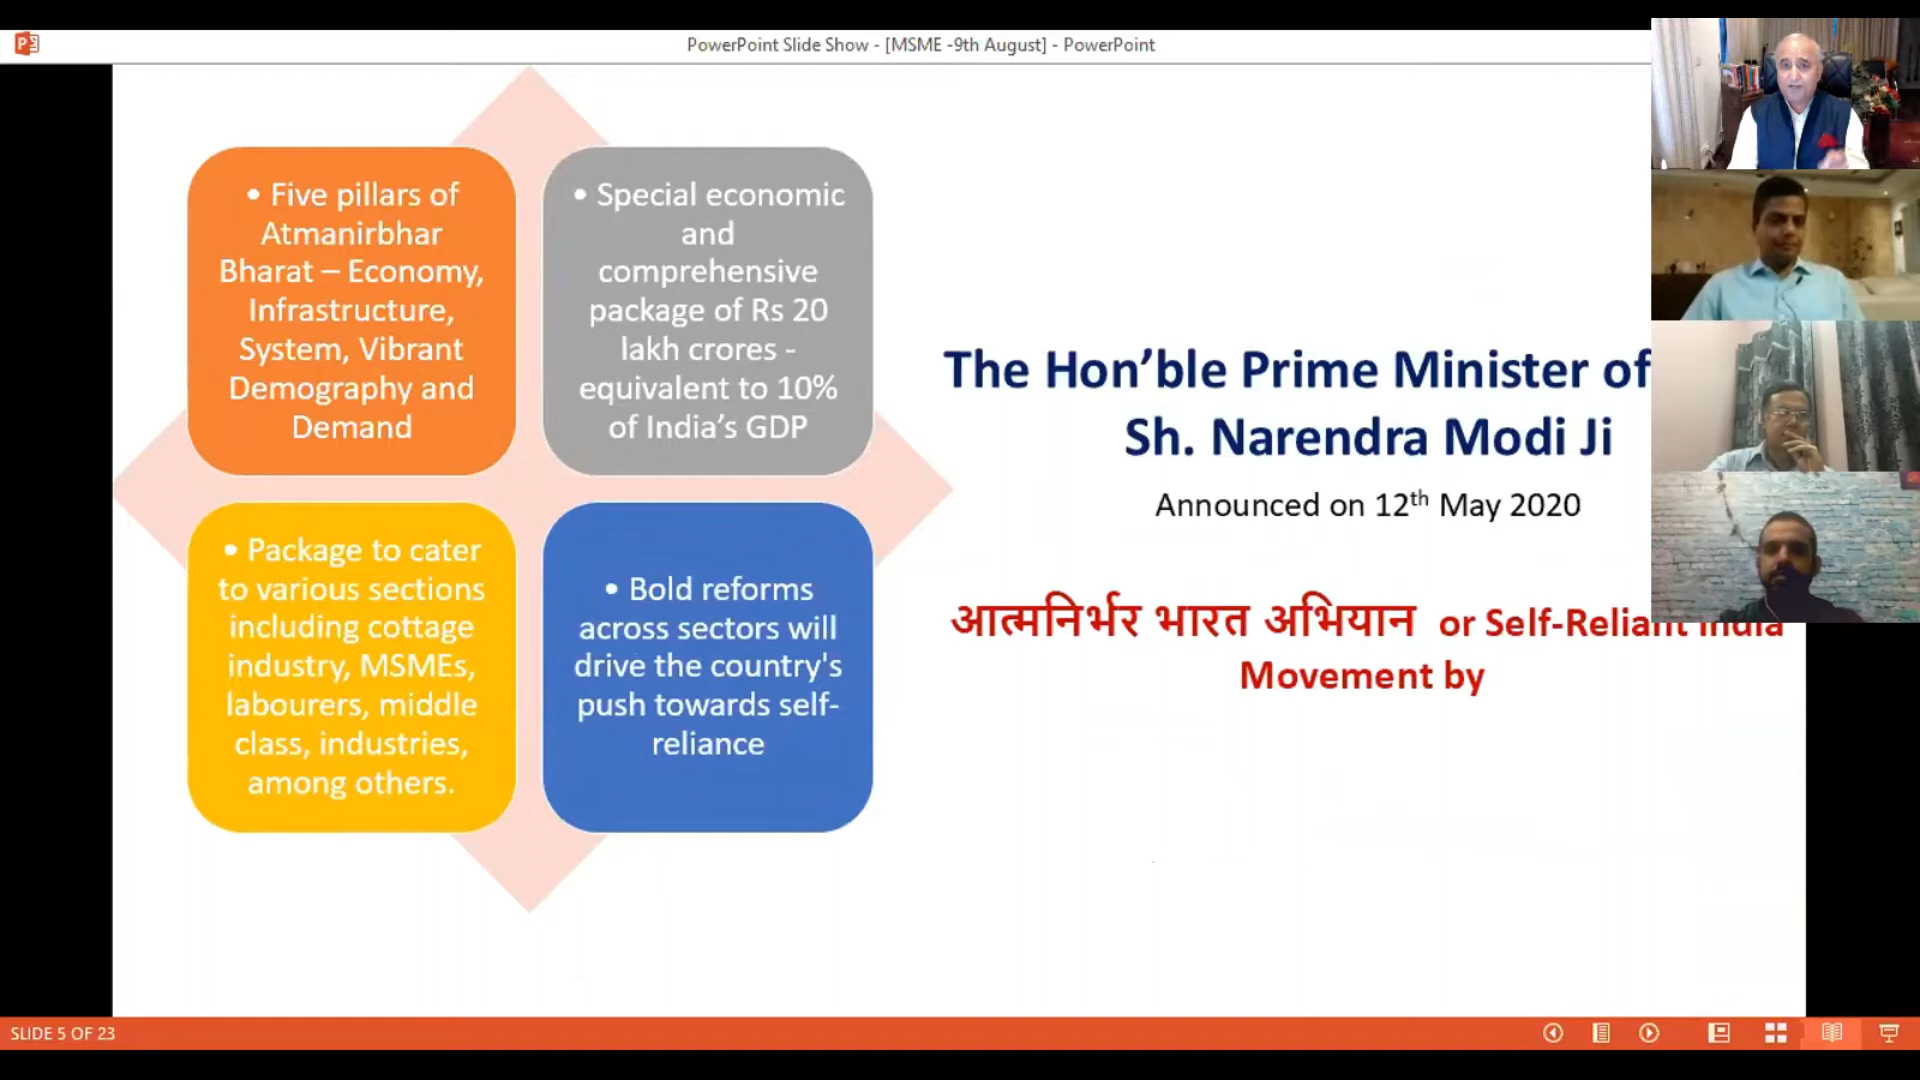 PowerPoint Slide Show - [MSME -9th August] - PowerPoint
• Five pillars of
Atmanirbhar
Bharat – Economy,
Infrastructure,
System, Vibrant
Demography and
Demand
• Special economic
and
comprehensive
package of Rs 20
lakh crores -
equivalent to 10%
of India's GDP
• Package to cater
to various sections
including cottage
industry, MSMEs,
labourers, middle
class, industries,
among others.
• Bold reforms
across sectors will
drive the country's
push towards self-
reliance
The Hon'ble Prime Minister of
Sh. Narendra Modi Ji
Announced on 12th May 2020
आत्मनिर्भर भारत अभियान or Self-Reliant India
Movement by
SLIDE 5 OF 23